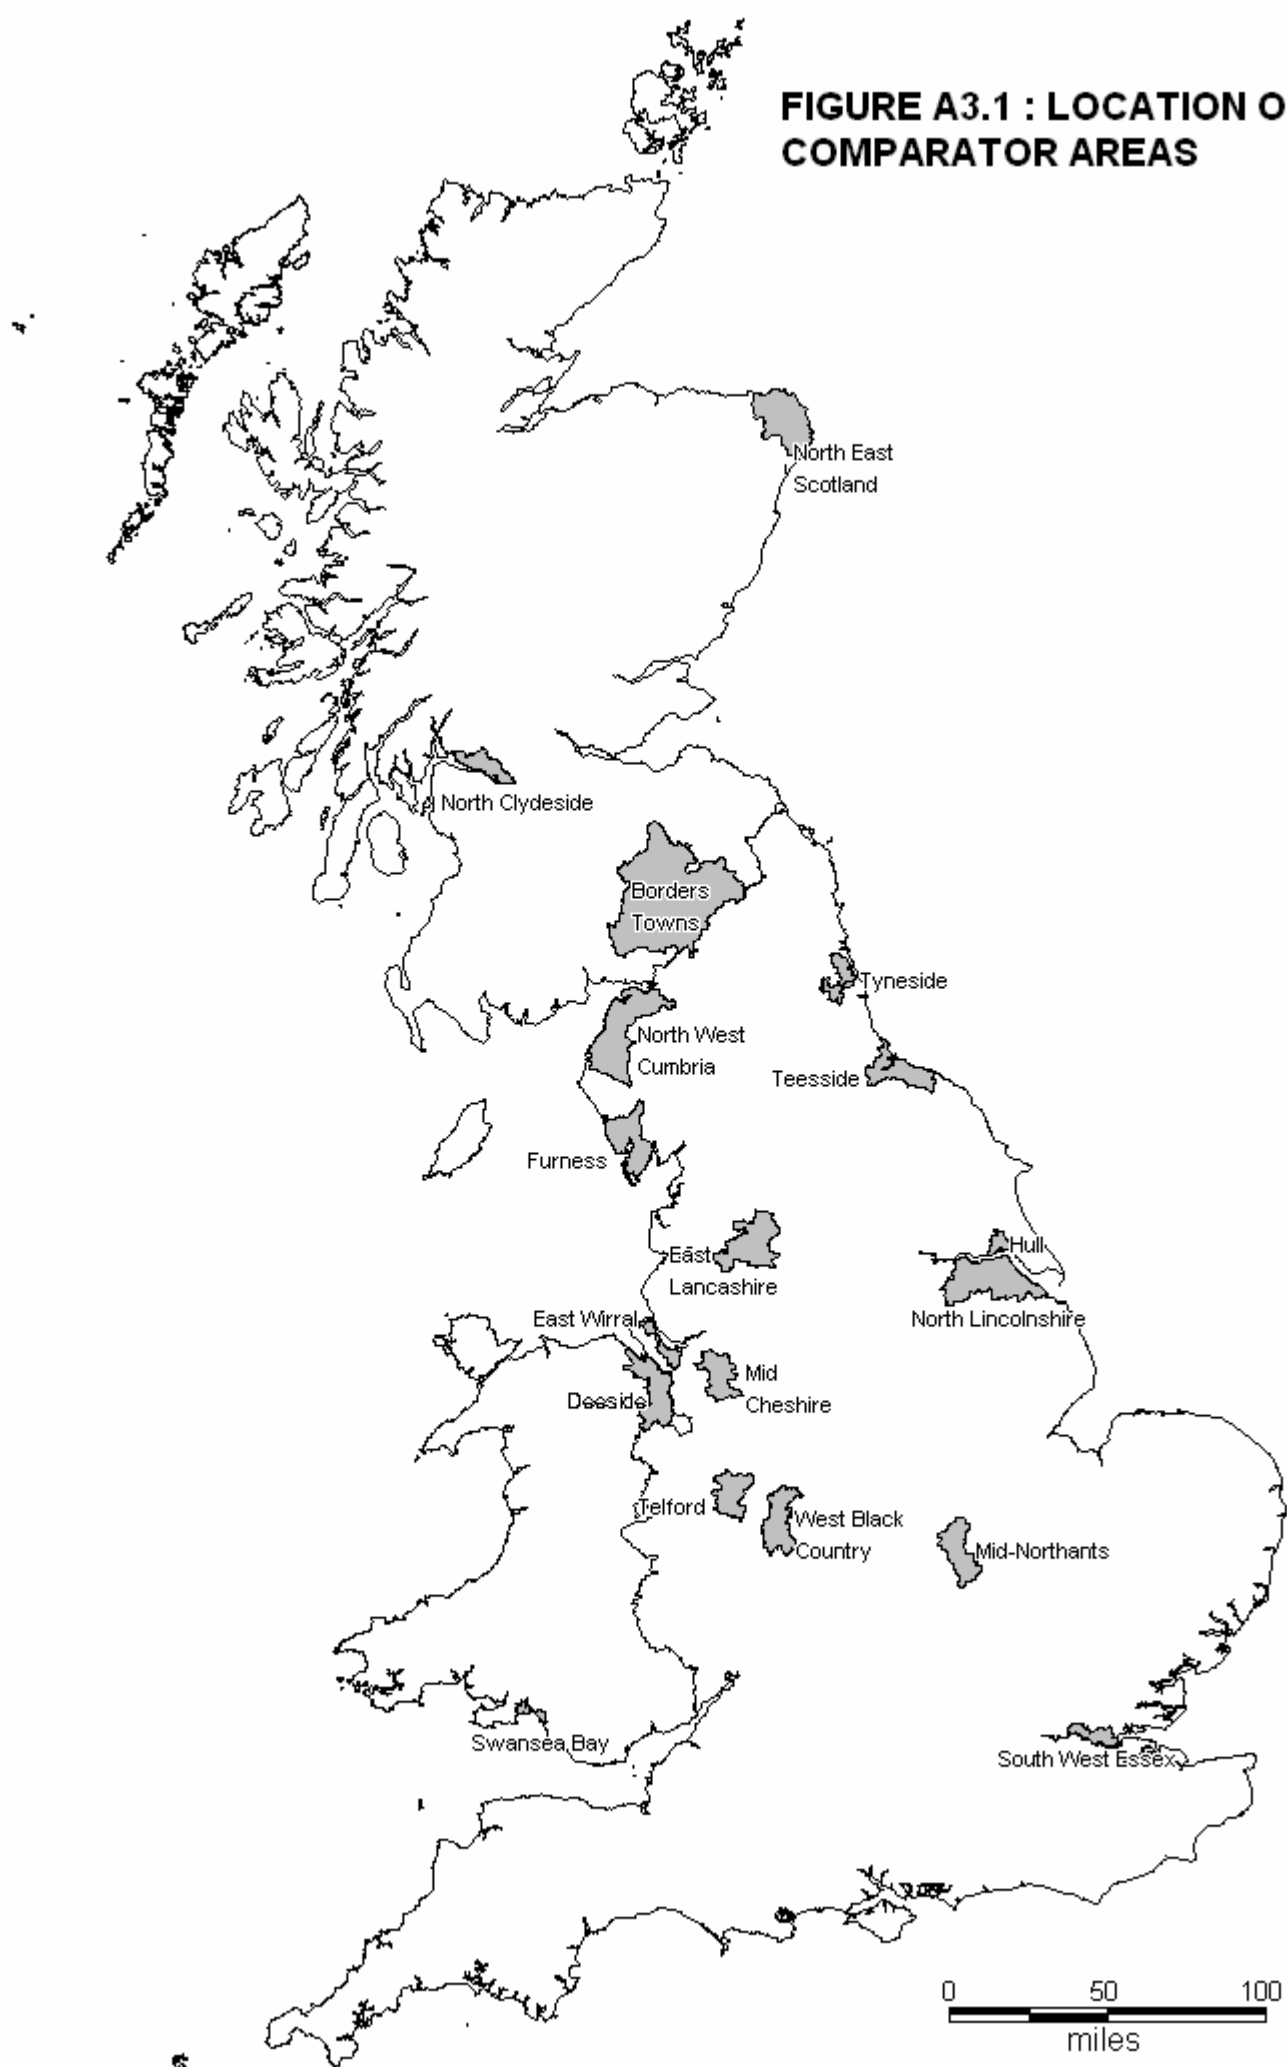 FIGURE A3.1 : LOCATION O
COMPARATOR AREAS
North East
Scotland
North Clydeside
Borders
Towns
Tyneside
North West
Cumbria
Teesside
Furness
Hull
East
Lancashire
North Lincolnshire
East Wirral
Mid
Cheshire
Deeside
Telford
West Black
Country
Mid-Northants
Swansea Bay
South West Essex
0 50 100
miles